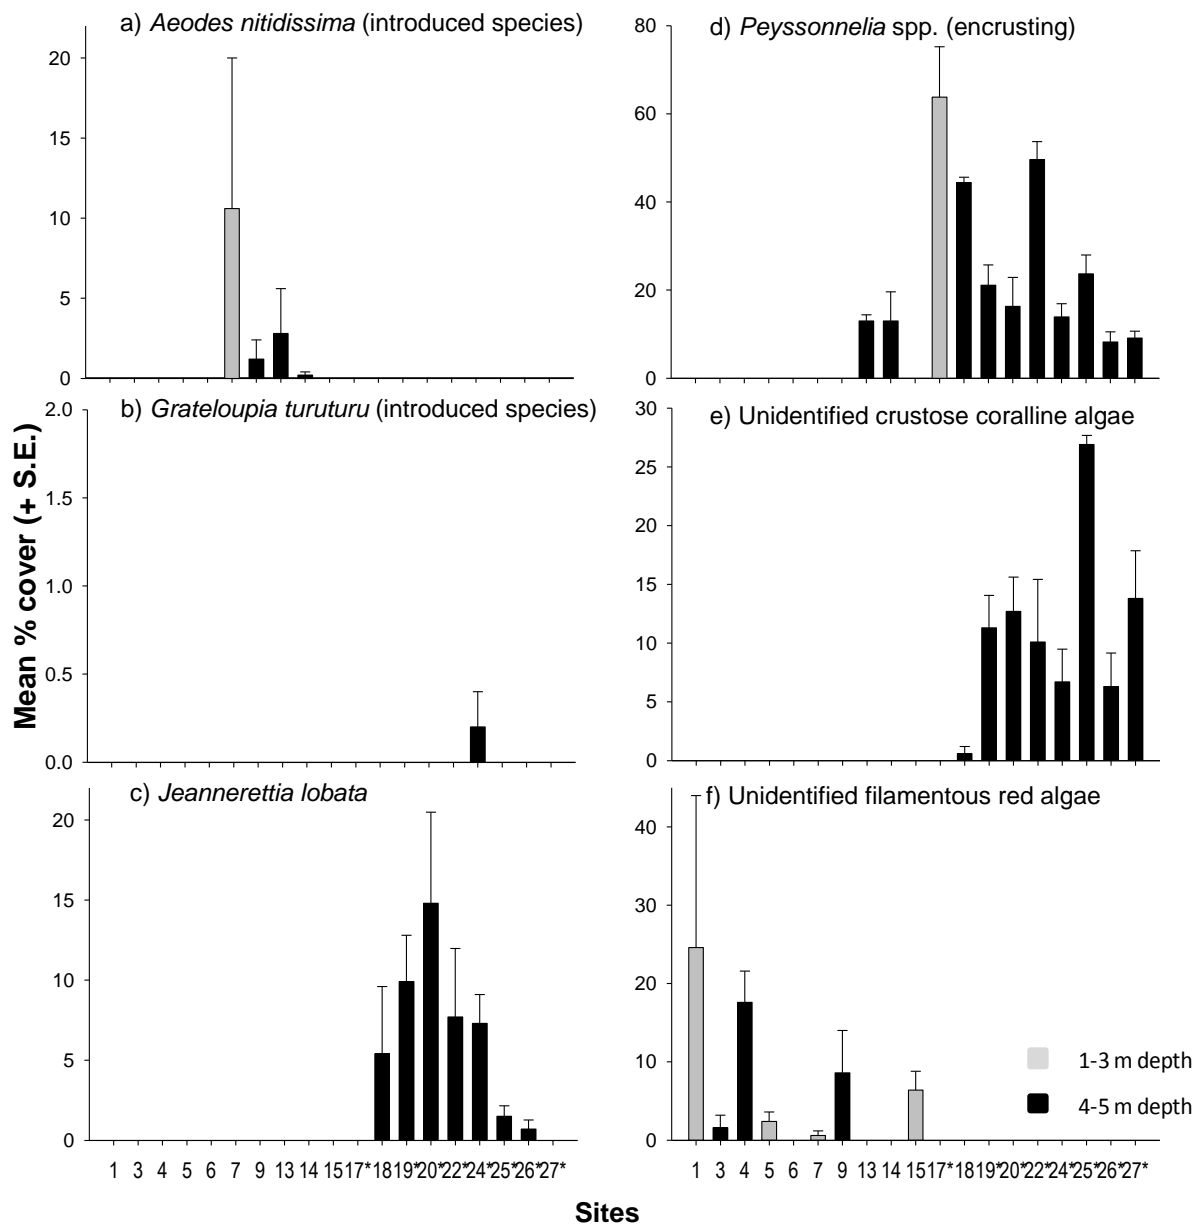 Mean % cover (+ S.E.)
a) Aeodes nitidissima (introduced species)
20
15
10
5
0
b) Grateloupia turuturu (introduced species)
2.0
1.5
1.0
0.5
0.0
c) Jeannerettia lobata
20
15
10
5
0
1 3 4 5 6 7 9 13 14 15 17* 18 19* 20* 22* 24* 25* 26* 27*
d) Peyssonnelia spp. (encrusting)
80
60
40
20
0
e) Unidentified crustose coralline algae
30
25
20
15
10
5
0
f) Unidentified filamentous red algae
40
30
20
10
0
1-3 m depth
4-5 m depth
1 3 4 5 6 7 9 13 14 15 17* 18 19* 20* 22* 24* 25* 26* 27*
Sites